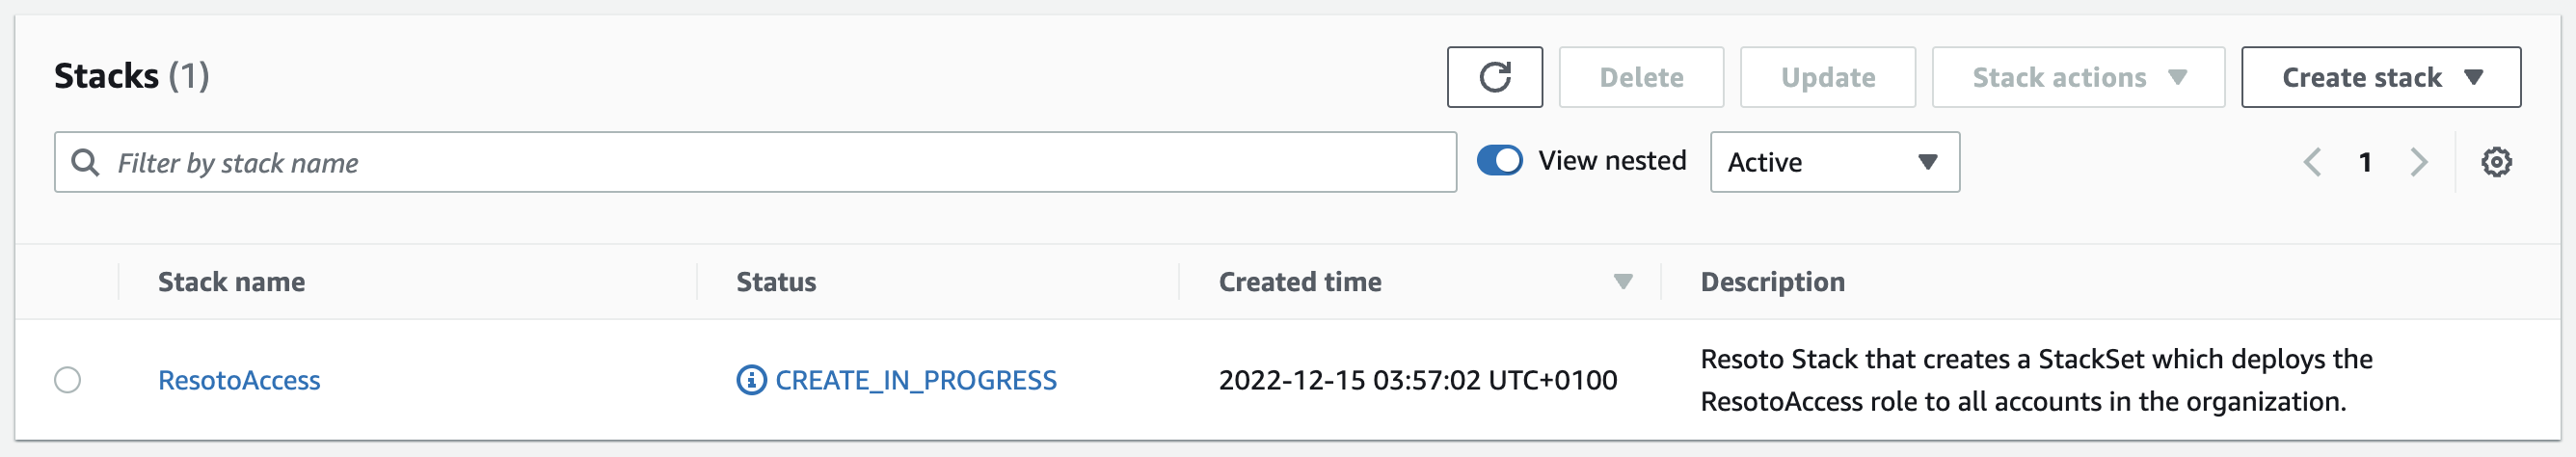 Stacks (1)
Delete
Update
Stack actions
Create stack
Filter by stack name
View nested
Active
1
Stack name
Status
Created time
Description
ResotoAccess
CREATE_IN_PROGRESS
2022-12-15 03:57:02 UTC+0100
Resoto Stack that creates a StackSet which deploys the
ResotoAccess role to all accounts in the organization.